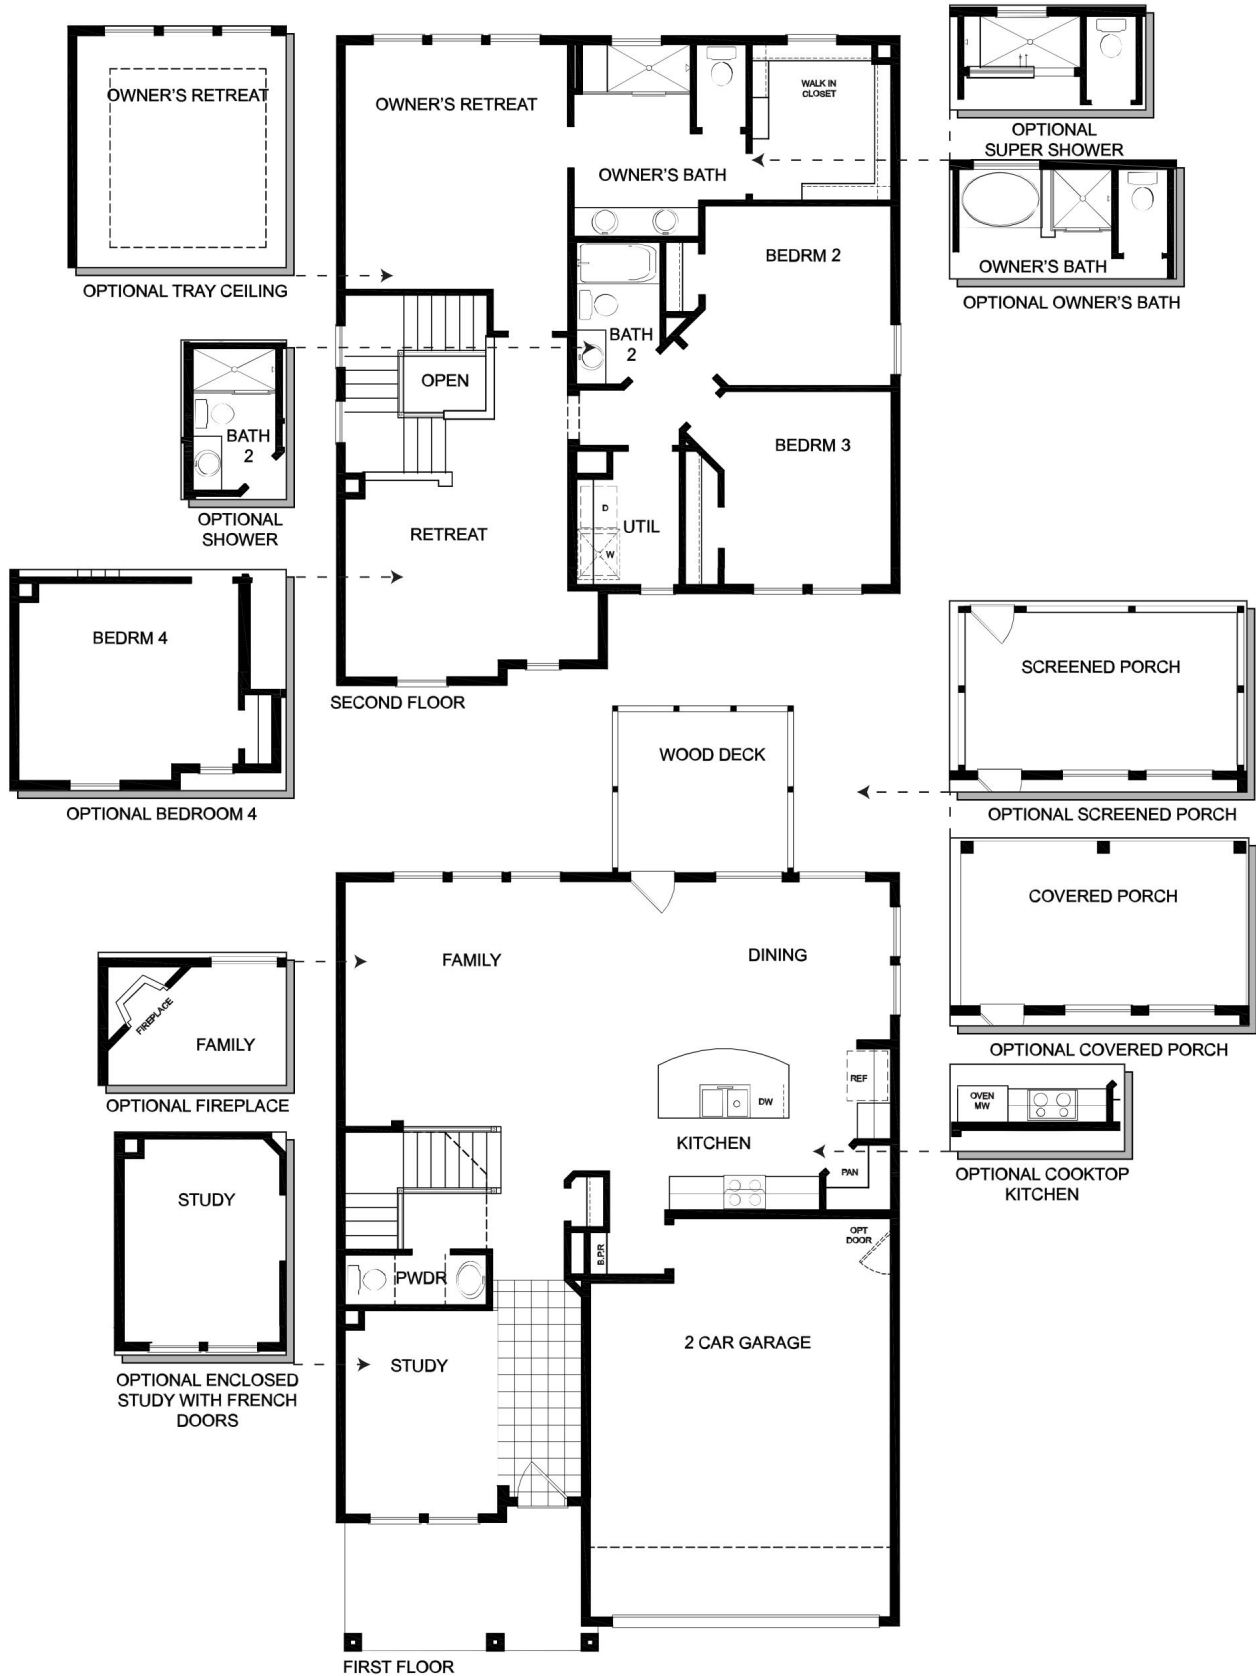 OWNER'S RETREAT
OPTIONAL TRAY CEILING
OWNER'S RETREAT
WALK IN
CLOSET
OWNER'S BATH
OPTIONAL
SUPER SHOWER
OWNER'S BATH
OPTIONAL OWNER'S BATH
BEDRM 2
BATH
2
OPEN
BEDRM 3
BATH
2
OPTIONAL
SHOWER
RETREAT
D
W
UTIL
BEDRM 4
OPTIONAL BEDROOM 4
SECOND FLOOR
SCREENED PORCH
OPTIONAL SCREENED PORCH
WOOD DECK
COVERED PORCH
OPTIONAL COVERED PORCH
FAMILY
DINING
FIREPLACE
FAMILY
OPTIONAL FIREPLACE
REF
DW
KITCHEN
PAN
OVEN
MW
OPTIONAL COOKTOP
KITCHEN
STUDY
OPTIONAL ENCLOSED
STUDY WITH FRENCH
DOORS
OPT
DOOR
B.P.R
PWDR
2 CAR GARAGE
STUDY
FIRST FLOOR